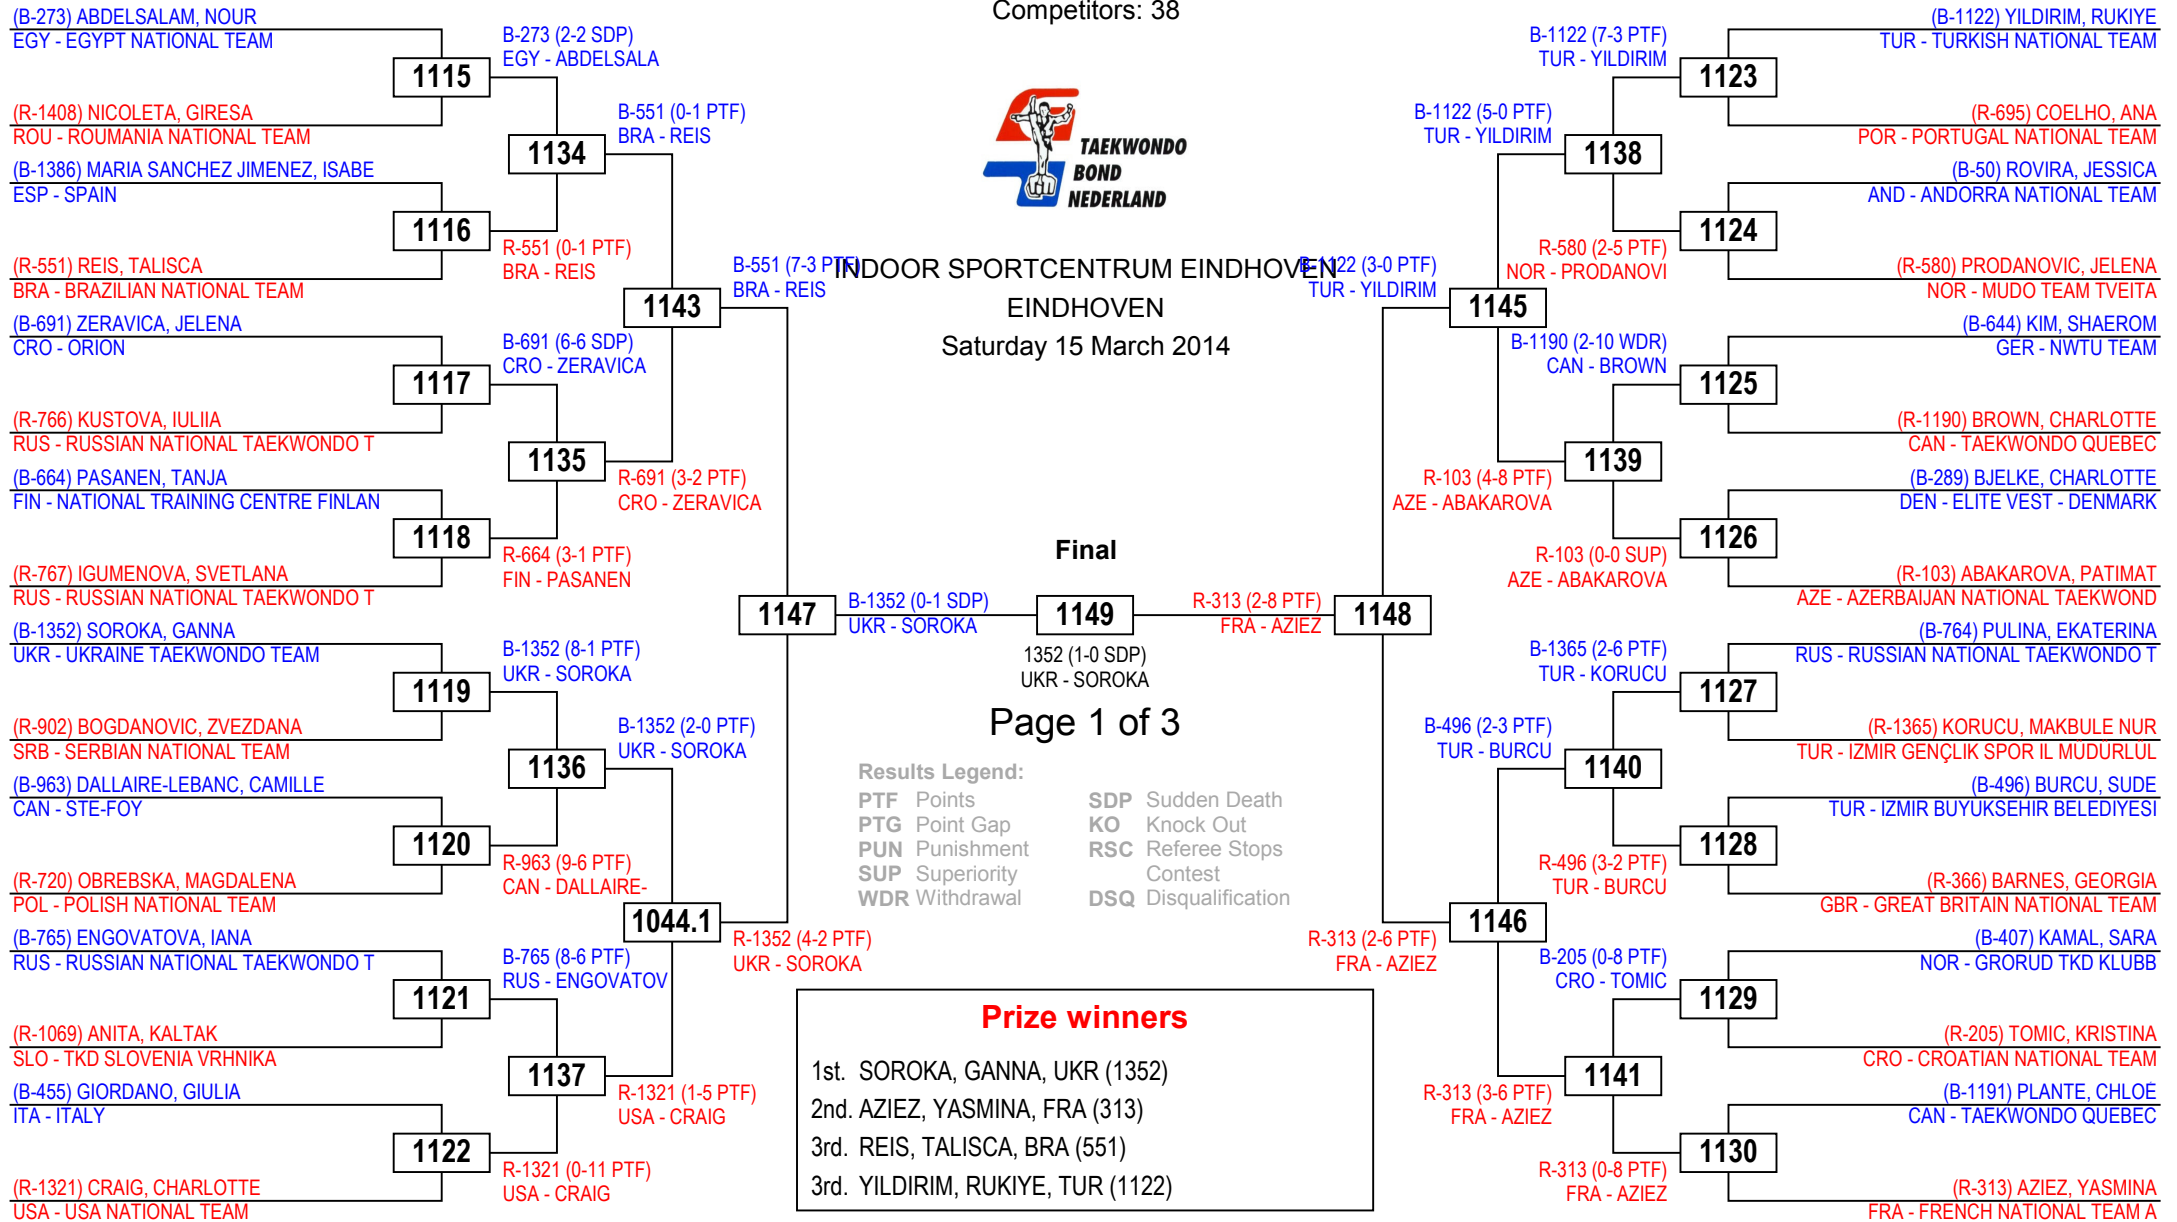 Competitors: 38
TAEKWONDO
BOND
NEDERLAND
INDOOR SPORTCENTRUM EINDHOVEN
EINDHOVEN
Saturday 15 March 2014
(B-273) ABDELSALAM, NOUR
EGY - EGYPT NATIONAL TEAM
1115
(R-1408) NICOLETA, GIRESA
ROU - ROUMANIA NATIONAL TEAM
(B-1386) MARIA SANCHEZ JIMENEZ, ISABE
ESP - SPAIN
1116
(R-551) REIS, TALISCA
BRA - BRAZILIAN NATIONAL TEAM
(B-691) ZERAVICA, JELENA
CRO - ORION
1117
(R-766) KUSTOVA, IULIIA
RUS - RUSSIAN NATIONAL TAEKWONDO T
(B-664) PASANEN, TANJA
FIN - NATIONAL TRAINING CENTRE FINLAN
1118
(R-767) IGUMENOVA, SVETLANA
RUS - RUSSIAN NATIONAL TAEKWONDO T
(B-1352) SOROKA, GANNA
UKR - UKRAINE TAEKWONDO TEAM
1119
(R-902) BOGDANOVIC, ZVEZDANA
SRB - SERBIAN NATIONAL TEAM
(B-963) DALLAIRE-LEBANC, CAMILLE
CAN - STE-FOY
1120
(R-720) OBREBSKA, MAGDALENA
POL - POLISH NATIONAL TEAM
(B-765) ENGOVATOVA, IANA
RUS - RUSSIAN NATIONAL TAEKWONDO T
1121
(R-1069) ANITA, KALTAK
SLO - TKD SLOVENIA VRHNIKA
(B-455) GIORDANO, GIULIA
ITA - ITALY
1122
(R-1321) CRAIG, CHARLOTTE
USA - USA NATIONAL TEAM
B-273 (2-2 SDP)
EGY - ABDELSALA
1134
R-551 (0-1 PTF)
BRA - REIS
B-691 (6-6 SDP)
CRO - ZERAVICA
1135
R-664 (3-1 PTF)
FIN - PASANEN
B-1352 (8-1 PTF)
UKR - SOROKA
1136
R-963 (9-6 PTF)
CAN - DALLAIRE-
B-765 (8-6 PTF)
RUS - ENGOVATOV
1137
R-1321 (0-11 PTF)
USA - CRAIG
B-551 (0-1 PTF)
BRA - REIS
1143
R-691 (3-2 PTF)
CRO - ZERAVICA
B-1352 (2-0 PTF)
UKR - SOROKA
1044.1
R-1321 (1-5 PTF)
USA - CRAIG
B-551 (7-3 PTF)
BRA - REIS
1147
R-1352 (4-2 PTF)
UKR - SOROKA
Final
B-1352 (0-1 SDP)
UKR - SOROKA
1149
R-313 (2-8 PTF)
FRA - AZIEZ
1352 (1-0 SDP)
UKR - SOROKA
Page 1 of 3
Results Legend:
PTF Points
PTG Point Gap
PUN Punishment
SUP Superiority
WDR Withdrawal
SDP Sudden Death
KO Knock Out
RSC Referee Stops
Contest
DSQ Disqualification
Prize winners
1st. SOROKA, GANNA, UKR (1352)
2nd. AZIEZ, YASMINA, FRA (313)
3rd. REIS, TALISCA, BRA (551)
3rd. YILDIRIM, RUKIYE, TUR (1122)
B-1122 (3-0 PTF)
TUR - YILDIRIM
1148
R-313 (2-6 PTF)
FRA - AZIEZ
B-1122 (5-0 PTF)
TUR - YILDIRIM
1145
R-103 (4-8 PTF)
AZE - ABAKAROVA
B-496 (2-3 PTF)
TUR - BURCU
1146
R-313 (3-6 PTF)
FRA - AZIEZ
B-1122 (7-3 PTF)
TUR - YILDIRIM
1138
R-580 (2-5 PTF)
NOR - PRODANOVI
B-1190 (2-10 WDR)
CAN - BROWN
1139
R-103 (0-0 SUP)
AZE - ABAKAROVA
B-1365 (2-6 PTF)
TUR - KORUCU
1140
R-496 (3-2 PTF)
TUR - BURCU
B-205 (0-8 PTF)
CRO - TOMIC
1141
R-313 (0-8 PTF)
FRA - AZIEZ
(B-1122) YILDIRIM, RUKIYE
TUR - TURKISH NATIONAL TEAM
1123
(R-695) COELHO, ANA
POR - PORTUGAL NATIONAL TEAM
(B-50) ROVIRA, JESSICA
AND - ANDORRA NATIONAL TEAM
1124
(R-580) PRODANOVIC, JELENA
NOR - MUDO TEAM TVEITA
(B-644) KIM, SHAEROM
GER - NWTU TEAM
1125
(R-1190) BROWN, CHARLOTTE
CAN - TAEKWONDO QUEBEC
(B-289) BJELKE, CHARLOTTE
DEN - ELITE VEST - DENMARK
1126
(R-103) ABAKAROVA, PATIMAT
AZE - AZERBAIJAN NATIONAL TAEKWOND
(B-764) PULINA, EKATERINA
RUS - RUSSIAN NATIONAL TAEKWONDO T
1127
(R-1365) KORUCU, MAKBULE NUR
TUR - IZMIR GENÇLIK SPOR IL MÜDÜRLÜL
(B-496) BURCU, SUDE
TUR - IZMIR BUYUKSEHIR BELEDIYESI
1128
(R-366) BARNES, GEORGIA
GBR - GREAT BRITAIN NATIONAL TEAM
(B-407) KAMAL, SARA
NOR - GRORUD TKD KLUBB
1129
(R-205) TOMIC, KRISTINA
CRO - CROATIAN NATIONAL TEAM
(B-1191) PLANTE, CHLOÉ
CAN - TAEKWONDO QUEBEC
1130
(R-313) AZIEZ, YASMINA
FRA - FRENCH NATIONAL TEAM A